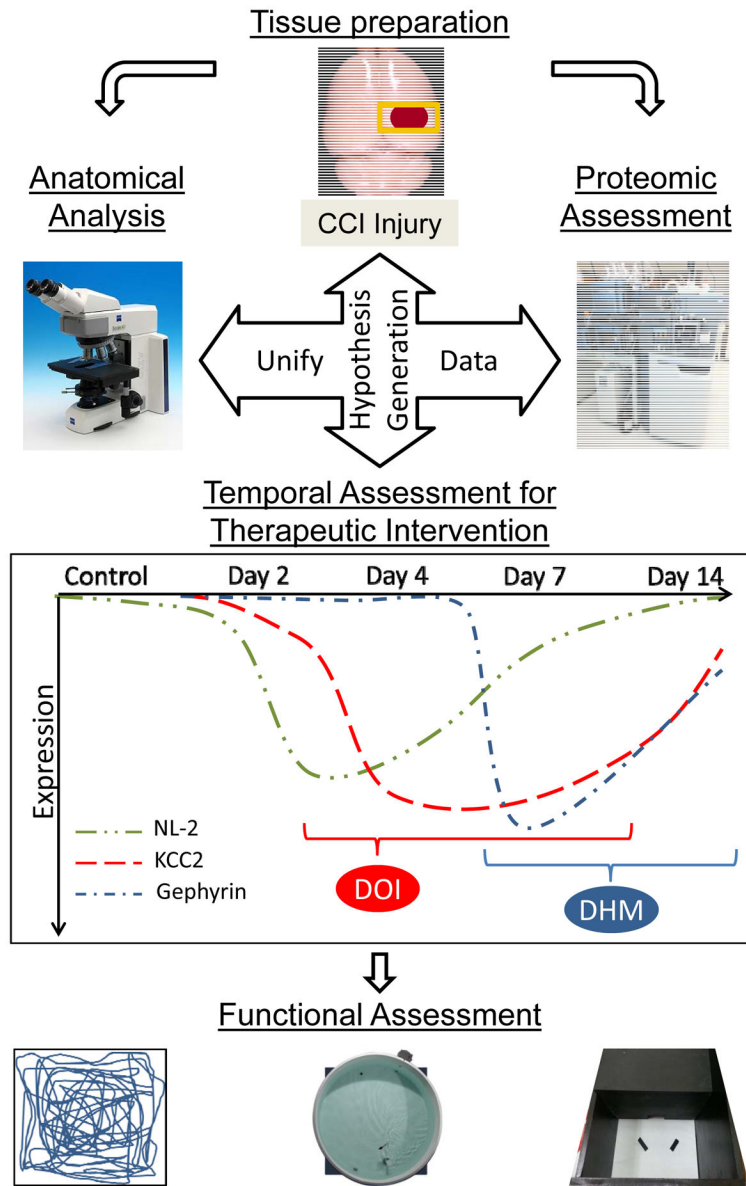 Tissue preparation
Anatomical
Analysis
CCI Injury
Proteomic
Assessment
Hypothesis
Generation
Unify
Data
Temporal Assessment for
Therapeutic Intervention
Control Day 2 Day 4 Day 7 Day 14
Expression
NL-2
KCC2
Gephyrin
DOI
DHM
Functional Assessment